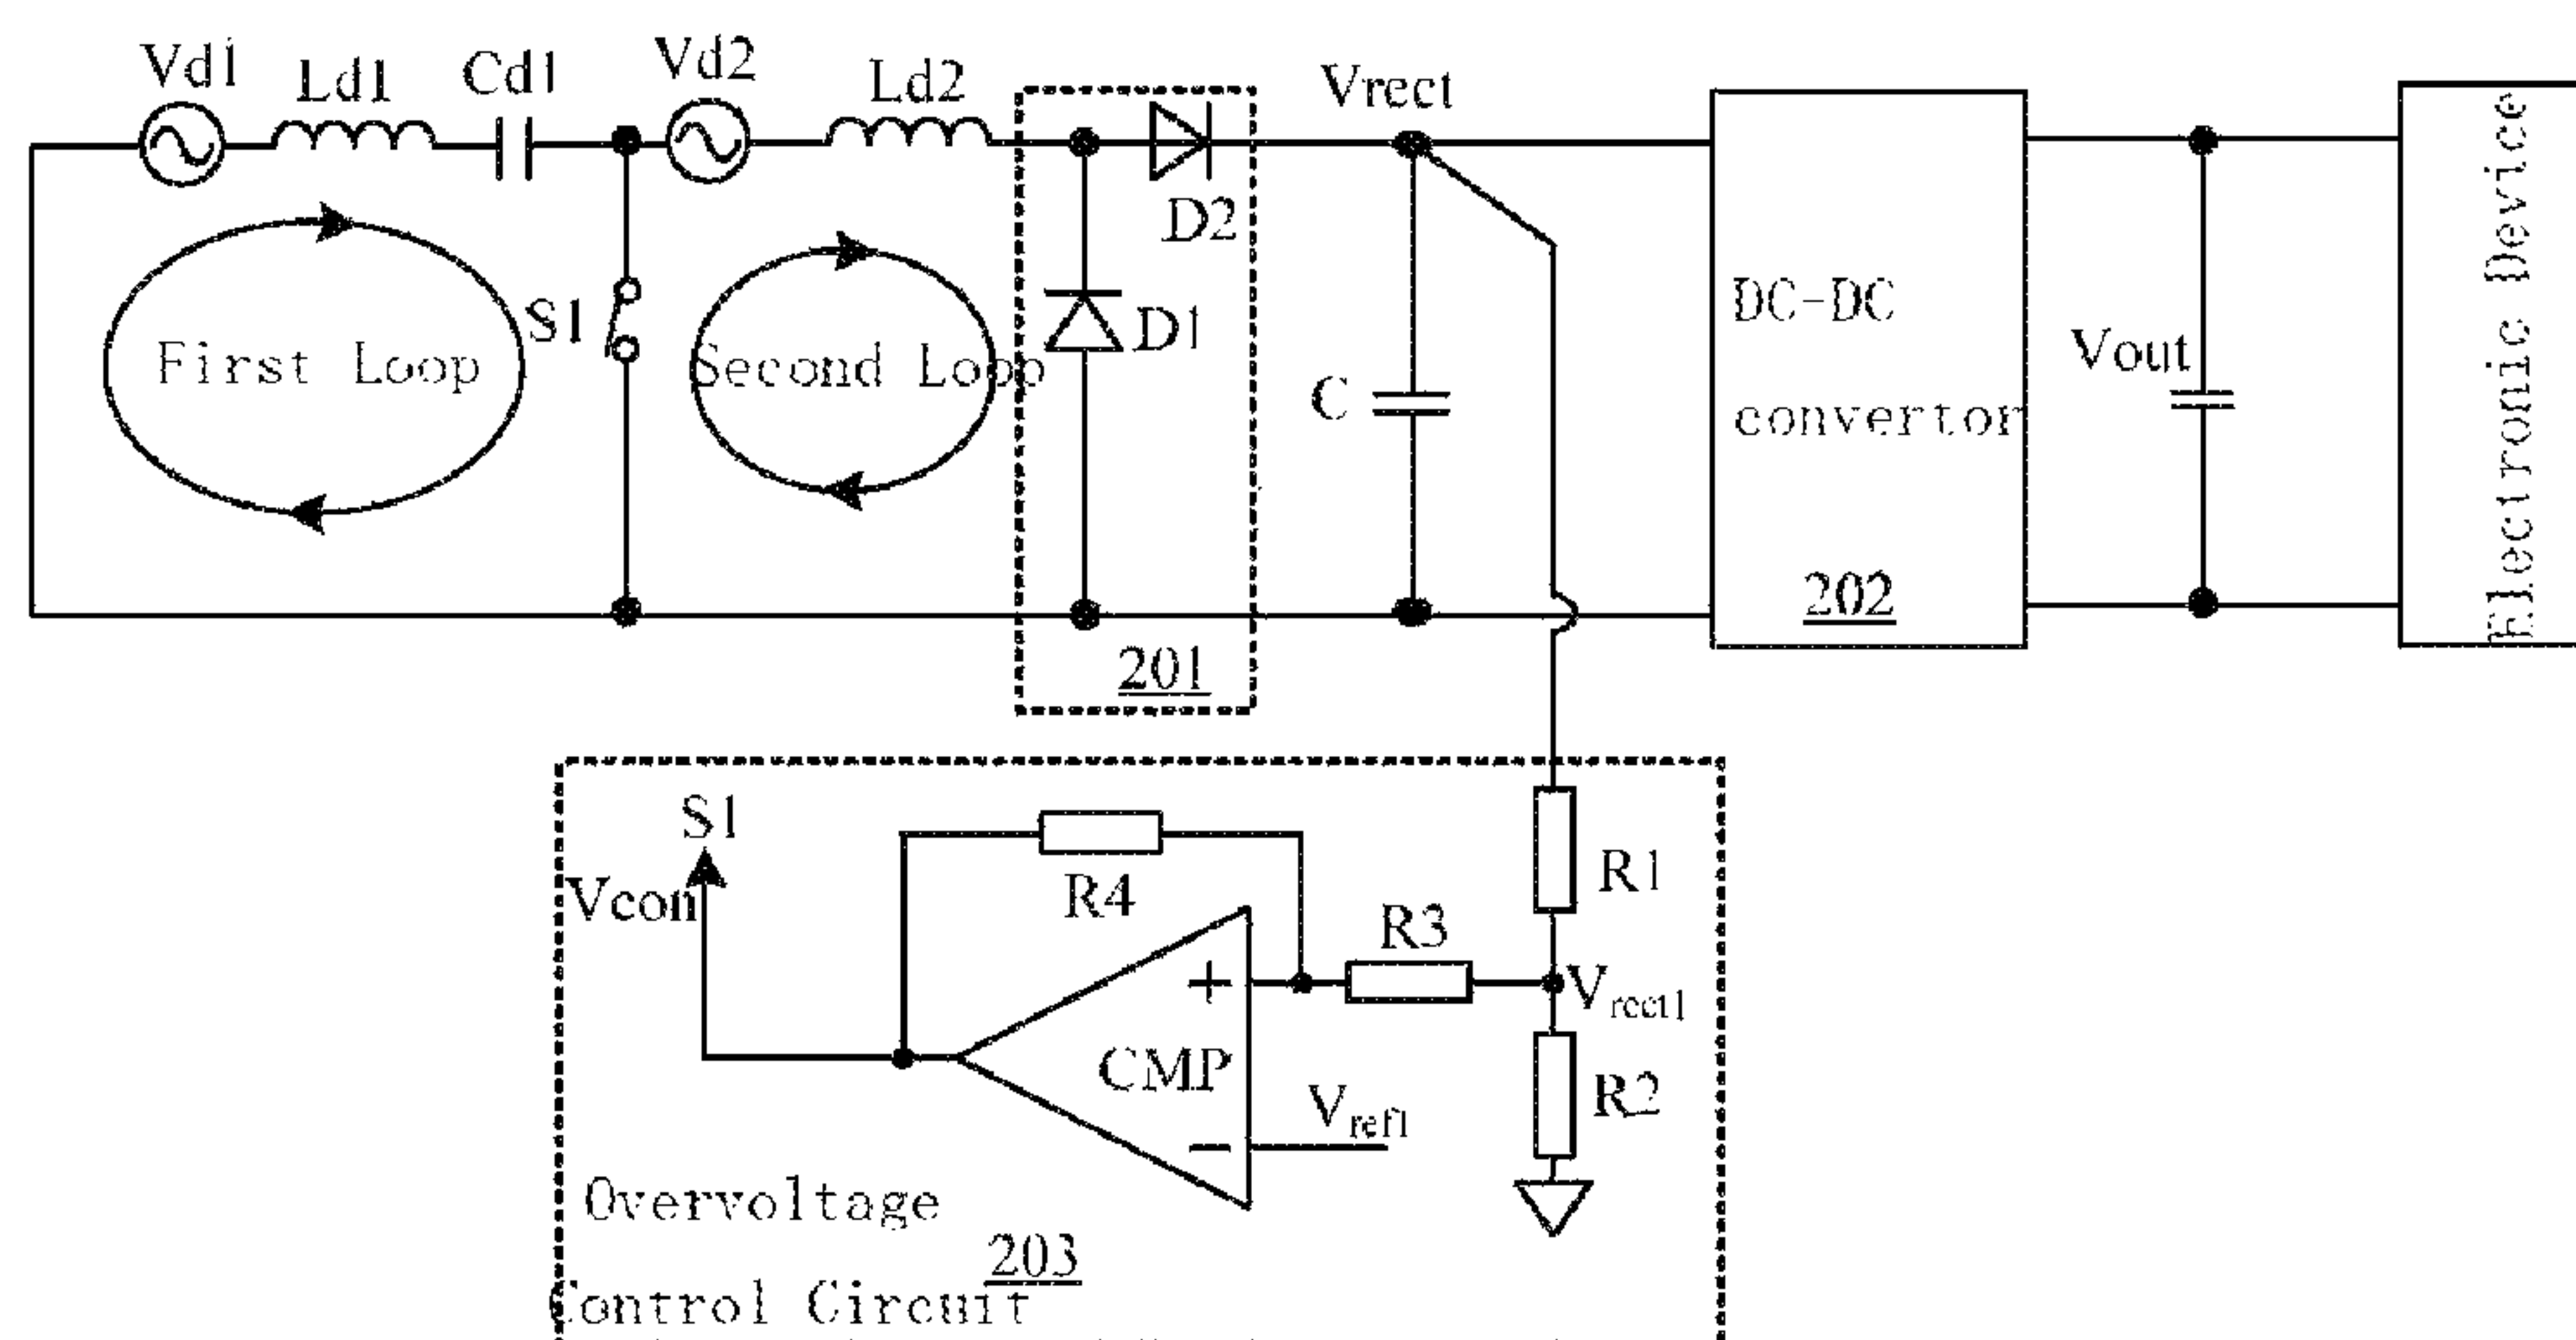 Vd1
Ld1
Cd1
Vd2
Ld2
Vrect
D2
S1
D1
First Loop
Second Loop
C
DC-DC
convertor
202
Vout
Electronic Device
201
S1
Vcon
R4
R3
R1
+
Vrect1
CMP
R2
Vref1
−
Overvoltage
203
Control Circuit